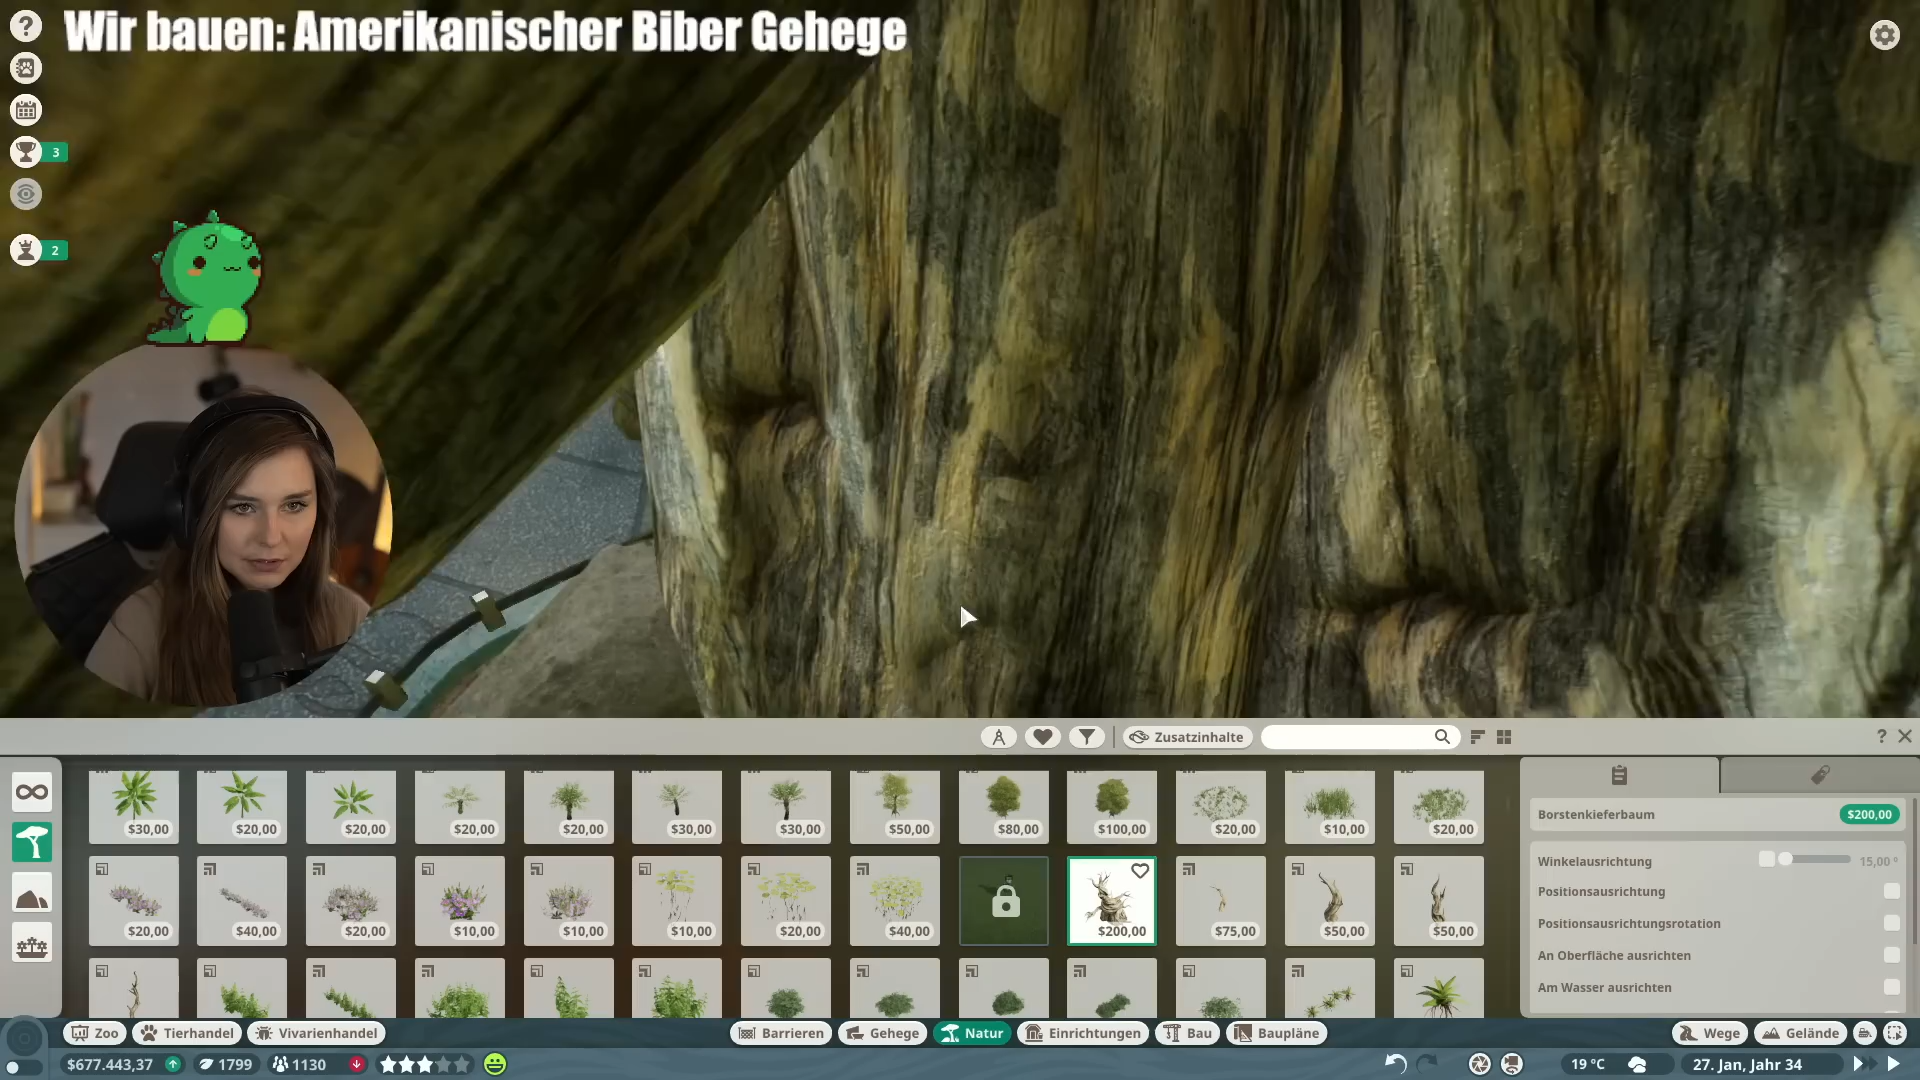 Wir bauen: Amerikanischer Biber Gehege
3
2
Zusatzinhalte
?
$30,00
$20,00
$20,00
$20,00
$20,00
$30,00
$30,00
$50,00
$80,00
$100,00
$20,00
$10,00
$20,00
$20,00
$40,00
$20,00
$10,00
$10,00
$10,00
$20,00
$40,00
$200,00
$75,00
$50,00
$50,00
Borstenkieferbaum
$200,00
Winkelausrichtung
15,00 °
Positionsausrichtung
Positionsausrichtungsrotation
An Oberfläche ausrichten
Am Wasser ausrichten
Zoo
Tierhandel
Vivarienhandel
Barrieren
Gehege
Natur
Einrichtungen
Bau
Baupläne
Wege
Gelände
$677.443,37
1799
1130
19 °C
27. Jan, Jahr 34